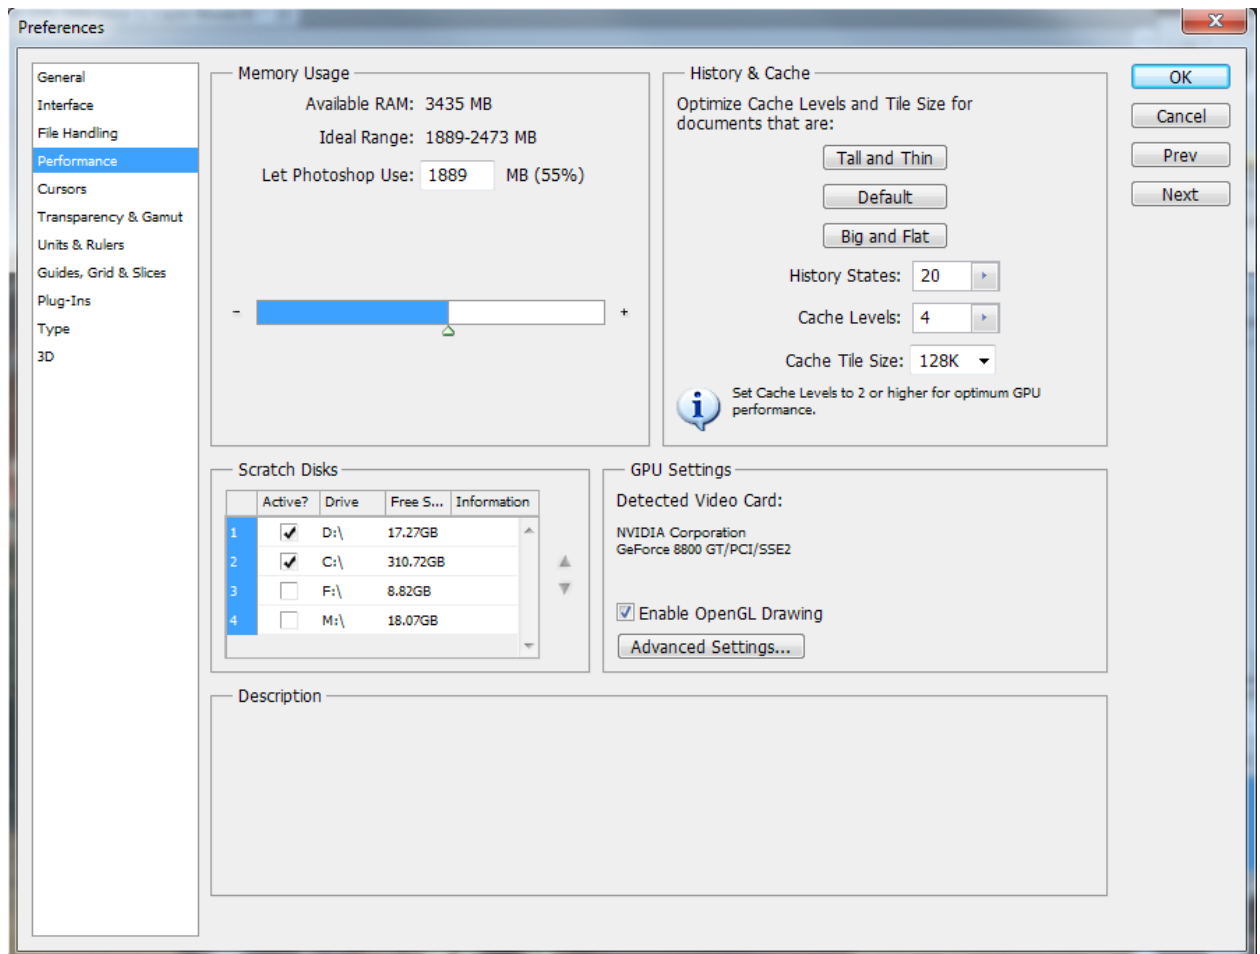 Preferences
General
Interface
File Handling
Performance
Cursors
Transparency & Gamut
Units & Rulers
Guides, Grid & Slices
Plug-Ins
Type
3D
Memory Usage
Available RAM: 3435 MB
Ideal Range: 1889-2473 MB
Let Photoshop Use: 1889 MB (55%)
- +
History & Cache
Optimize Cache Levels and Tile Size for
documents that are:
Tall and Thin
Default
Big and Flat
History States: 20
Cache Levels: 4
Cache Tile Size: 128K
Set Cache Levels to 2 or higher for optimum GPU
performance.
OK
Cancel
Prev
Next
Scratch Disks
Active? Drive Free S... Information
1 D:\ 17.27GB
2 C:\ 310.72GB
3 F:\ 8.82GB
4 M:\ 18.07GB
GPU Settings
Detected Video Card:
NVIDIA Corporation
GeForce 8800 GT/PCI/SSE2
Enable OpenGL Drawing
Advanced Settings...
Description